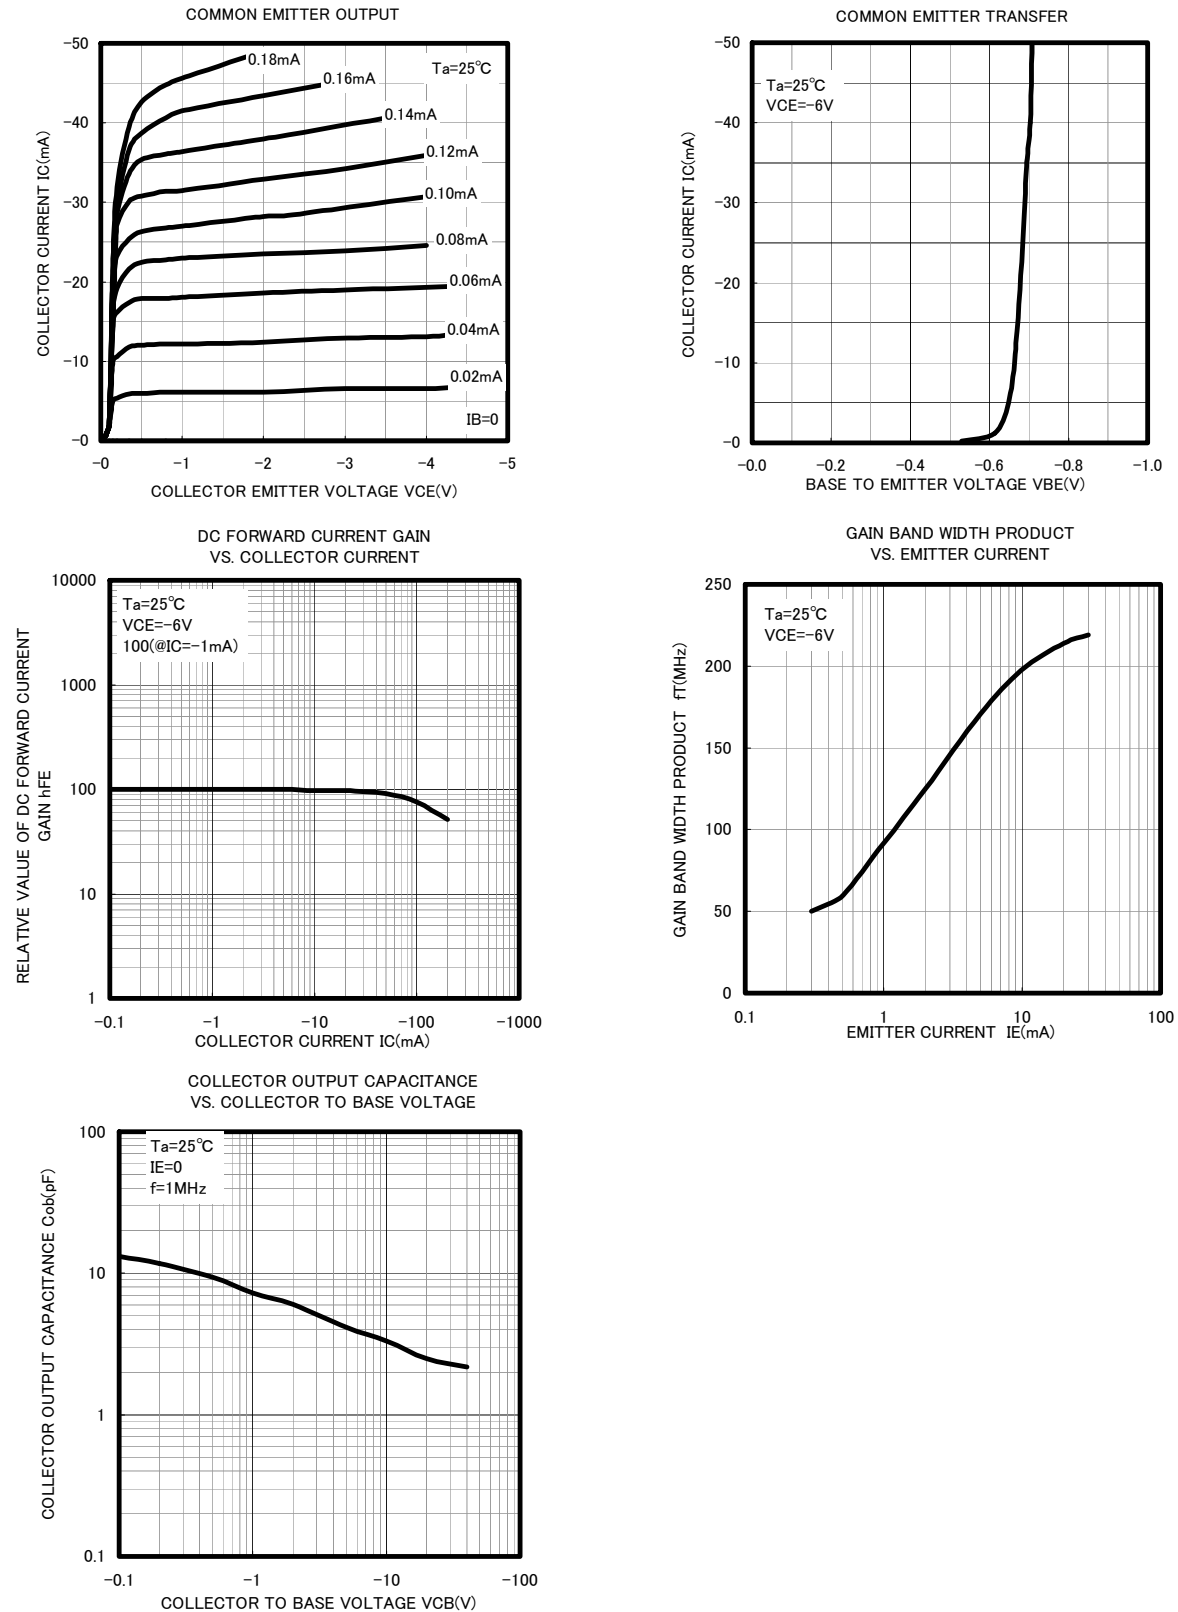 COMMON EMITTER OUTPUT
-50
-40
-30
-20
-10
-0
COLLECTOR CURRENT IC(mA)
0.18mA
Ta=25℃
0.16mA
0.14mA
0.12mA
0.10mA
0.08mA
0.06mA
0.04mA
0.02mA
IB=0
-0 -1 -2 -3 -4 -5
COLLECTOR EMITTER VOLTAGE VCE(V)
COMMON EMITTER TRANSFER
-50
-40
-30
-20
-10
-0
COLLECTOR CURRENT IC(mA)
Ta=25℃
VCE=-6V
-0.0 -0.2 -0.4 -0.6 -0.8 -1.0
BASE TO EMITTER VOLTAGE VBE(V)
DC FORWARD CURRENT GAIN
VS. COLLECTOR CURRENT
10000
1000
100
10
1
RELATIVE VALUE OF DC FORWARD CURRENT
GAIN hFE
Ta=25℃
VCE=-6V
100(@IC=-1mA)
-0.1 -1 -10 -100 -1000
COLLECTOR CURRENT IC(mA)
GAIN BAND WIDTH PRODUCT
VS. EMITTER CURRENT
250
200
150
100
50
0
GAIN BAND WIDTH PRODUCT fT(MHz)
Ta=25℃
VCE=-6V
0.1 1 10 100
EMITTER CURRENT IE(mA)
COLLECTOR OUTPUT CAPACITANCE
VS. COLLECTOR TO BASE VOLTAGE
100
10
1
0.1
COLLECTOR OUTPUT CAPACITANCE Cob(pF)
Ta=25℃
IE=0
f=1MHz
-0.1 -1 -10 -100
COLLECTOR TO BASE VOLTAGE VCB(V)